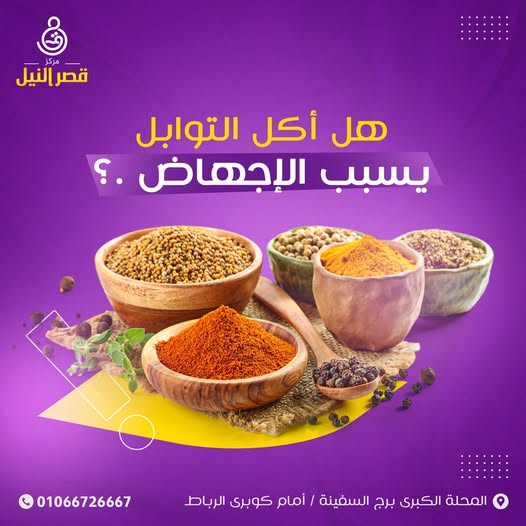 مركز
قصر النيل
هل أكل التوابل
يسبب الإجهاض .؟
المحلة الكبرى برج السفينة / أمام كوبرى الرباط
01066726667